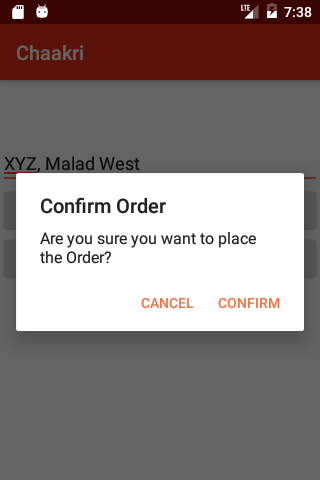 LTE 7:38
Chaakri
XYZ, Malad West
Confirm Order
Are you sure you want to place
the Order?
CANCEL CONFIRM